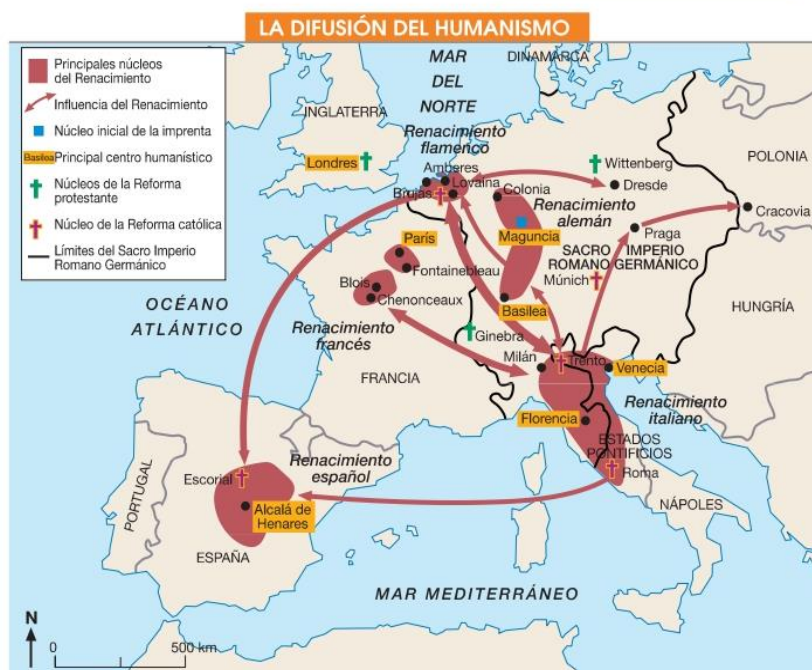 LA DIFUSIÓN DEL HUMANISMO
Principales núcleos
del Renacimiento
Influencia del Renacimiento
Núcleo inicial de la imprenta
Basilea
Principal centro humanístico
Núcleos de la Reforma
protestante
Núcleo de la Reforma católica
Límites del Sacro Imperio
Romano Germánico
MAR
DEL
NORTE
DINAMARCA
INGLATERRA
Renacimiento
flamenco
Londres
Amberes
Lovaina
Brujas
Colonia
Wittenberg
Dresde
POLONIA
Renacimiento
alemán
Cracovia
Maguncia
Praga
SACRO IMPERIO
ROMANO GERMÁNICO
Múnich
París
Fontainebleau
Blois
Chenonceaux
Basilea
HUNGRÍA
OCÉANO
ATLÁNTICO
Renacimiento
francés
Ginebra
Milán
Trento
Venecia
FRANCIA
Renacimiento
italiano
Florencia
ESTADOS
PONTIFICIOS
Roma
NÁPOLES
Renacimiento
español
Escorial
PORTUGAL
Alcalá de
Henares
ESPAÑA
MAR MEDITERRÁNEO
N
0
500 km